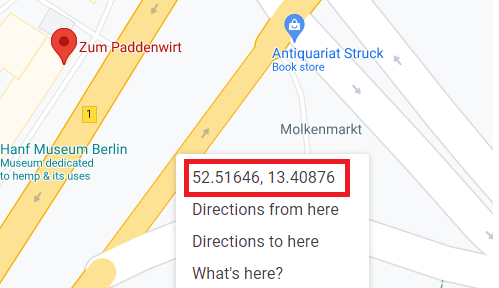 Zum Paddenwirt
Antiquariat Struck
Book store
1
Molkenmarkt
Hanf Museum Berlin
Museum dedicated
to hemp & its uses
52.51646, 13.40876
Directions from here
Directions to here
What's here?